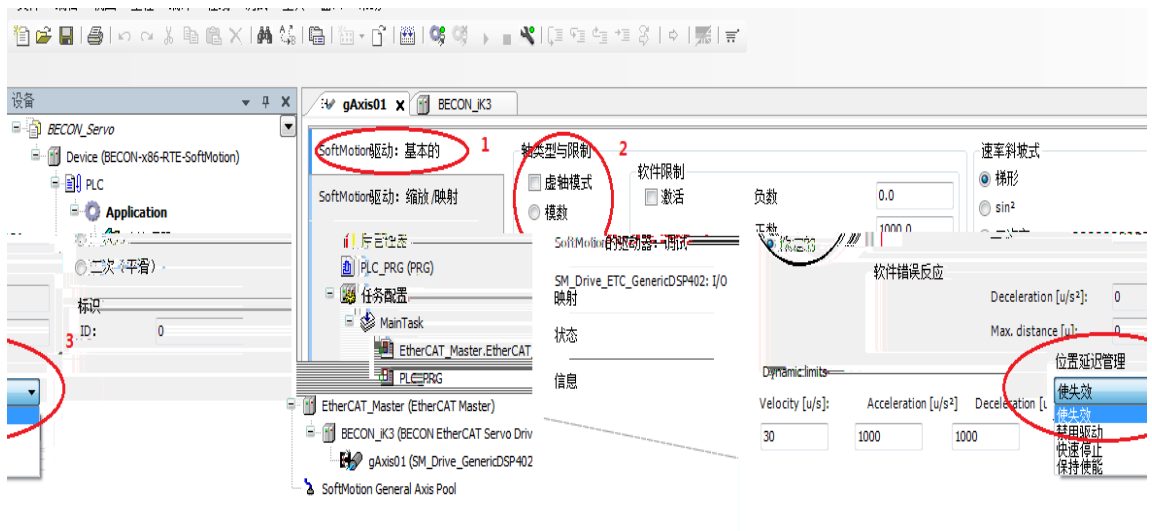 设备
gAxis01
BECON_iK3
BECON_Servo
Device (BECON-x86-RTE-SoftMotion)
PLC
Application
SoftMotion驱动: 基本的
1
SoftMotion驱动: 缩放/映射
轴类型与限制
2
虚轴模式
模数
软件限制
激活
负数
0.0
正数
1000.0
速率斜坡式
梯形
sin²
二次(平滑)
标识
ID:
0
3
库管理器
PLC_PRG (PRG)
任务配置
MainTask
EtherCAT_Master.EtherCAT
PLC_PRG
EtherCAT_Master (EtherCAT Master)
BECON_iK3 (BECON EtherCAT Servo Driv
gAxis01 (SM_Drive_GenericDSP402
SoftMotion General Axis Pool
SoftMotion的驱动器: 调试
SM_Drive_ETC_GenericDSP402: I/O
映射
状态
信息
软件错误反应
Deceleration [u/s²]:
0
Max. distance [u]:
0
Dynamic limits
Velocity [u/s]:
Acceleration [u/s²]
Deceleration [u
30
1000
1000
位置延迟管理
使失效
使失效
禁用驱动
快速停止
保持使能